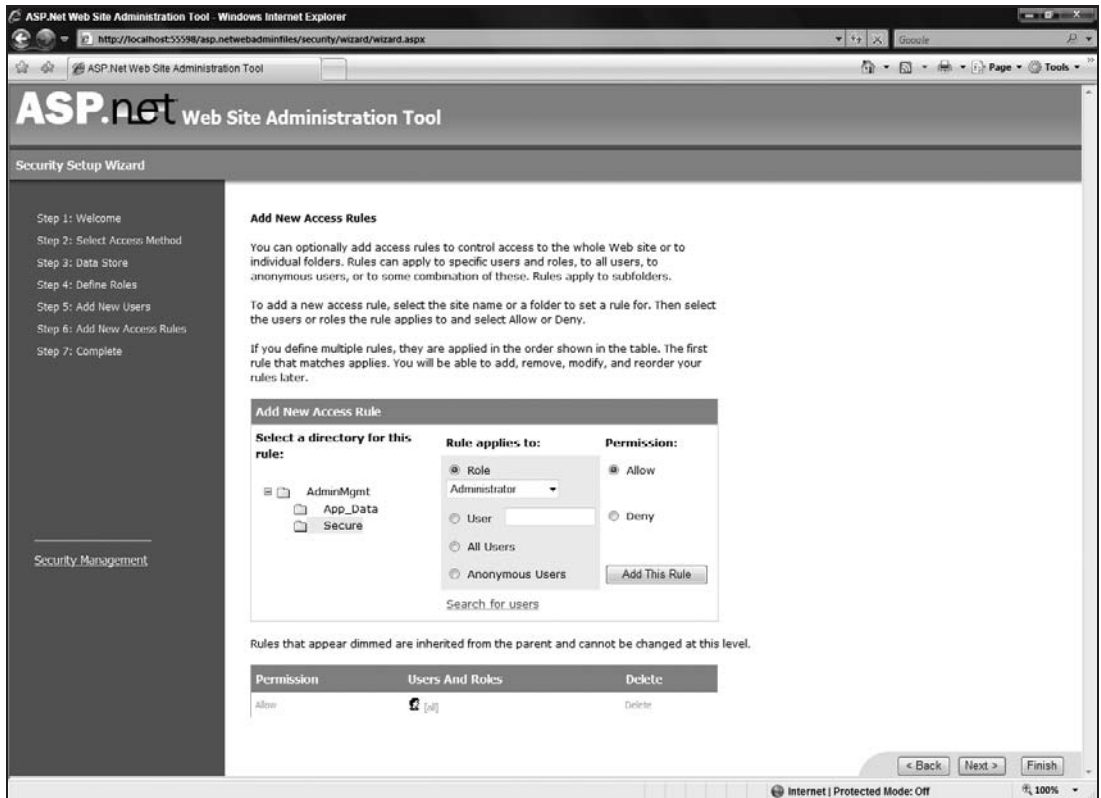 ASP.Net Web Site Administration Tool - Windows Internet Explorer
http://localhost:55598/asp.netwebadminfiles/security/wizard/wizard.aspx
Google
ASP.Net Web Site Administration Tool
Page
Tools
ASP.net Web Site Administration Tool
Security Setup Wizard
Step 1: Welcome
Step 2: Select Access Method
Step 3: Data Store
Step 4: Define Roles
Step 5: Add New Users
Step 6: Add New Access Rules
Step 7: Complete
Security Management
Add New Access Rules
You can optionally add access rules to control access to the whole Web site or to
individual folders. Rules can apply to specific users and roles, to all users, to
anonymous users, or to some combination of these. Rules apply to subfolders.
To add a new access rule, select the site name or a folder to set a rule for. Then select
the users or roles the rule applies to and select Allow or Deny.
If you define multiple rules, they are applied in the order shown in the table. The first
rule that matches applies. You will be able to add, remove, modify, and reorder your
rules later.
Add New Access Rule
Select a directory for this
rule:
AdminMgmt
App_Data
Secure
Rule applies to:
Role
Administrator
User
All Users
Anonymous Users
Search for users
Permission:
Allow
Deny
Add This Rule
Rules that appear dimmed are inherited from the parent and cannot be changed at this level.
Permission Users And Roles Delete
Allow [all] Delete
< Back Next > Finish
Internet | Protected Mode: Off
100%